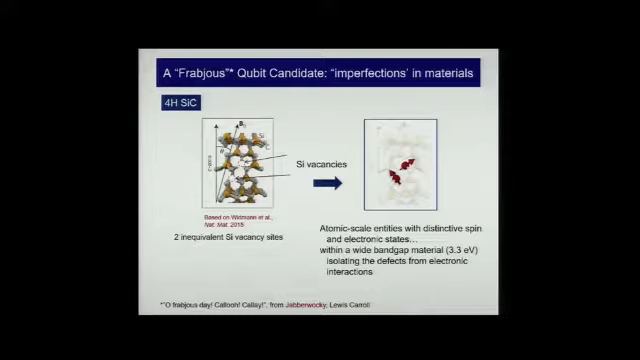 A “Frabjous”* Qubit Candidate: “imperfections’ in materials
4H SiC
B
Si
C
Si vacancies
Based on Widmann et al.,
Nat. Mat. 2015
2 inequivalent Si vacancy sites
Atomic-scale entities with distinctive spin
and electronic states…
within a wide bandgap material (3.3 eV)
isolating the defects from electronic
interactions
*“O frabjous day! Callooh! Callay!”, from Jabberwocky, Lewis Carroll